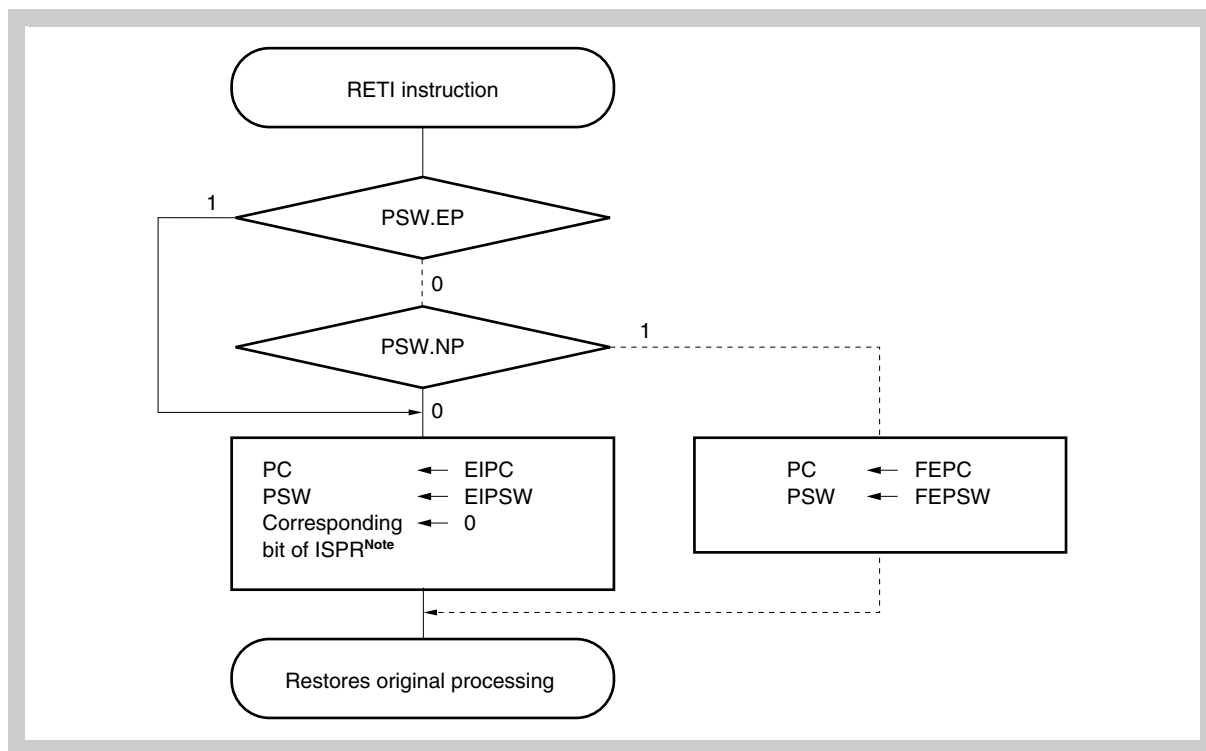 RETI instruction
1
PSW.EP
0
PSW.NP
1
0
PC ← EIPC
PSW ← EIPSW
Corresponding ← 0
bit of ISPRNote
PC ← FEPC
PSW ← FEPSW
Restores original processing